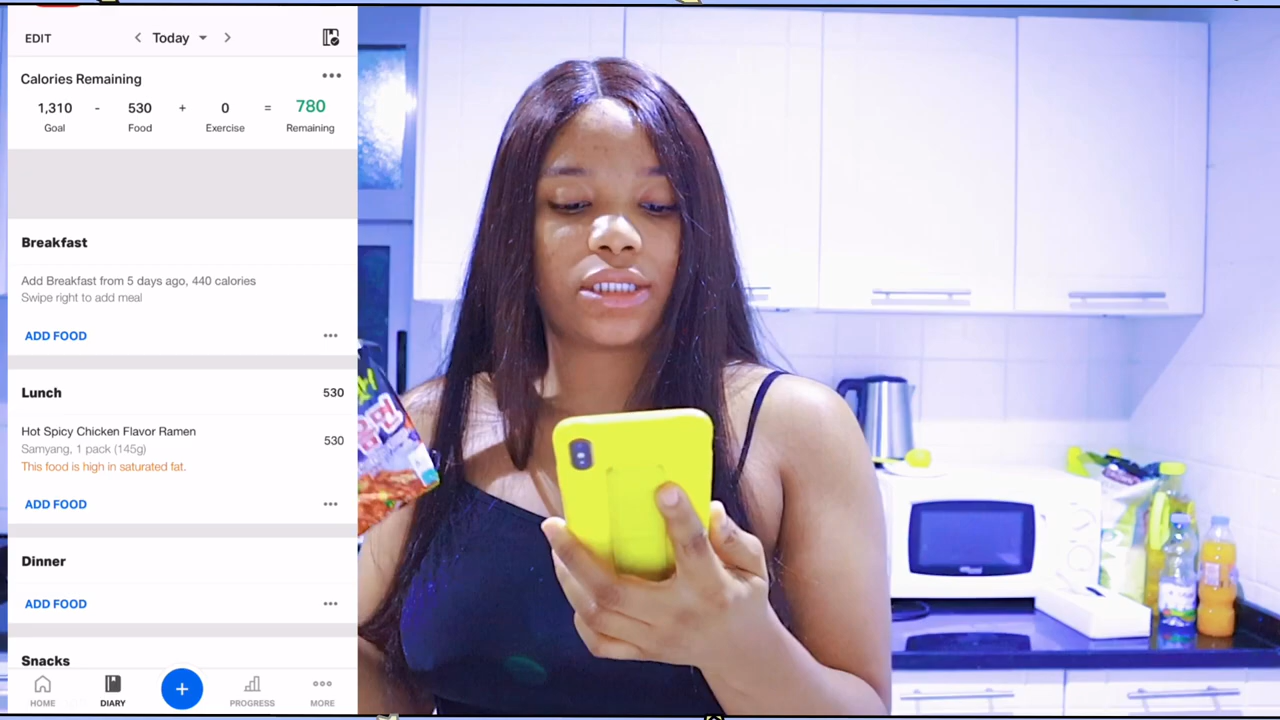 EDIT
Today
Calories Remaining
1,310 - 530 + 0 = 780
Goal Food Exercise Remaining
Breakfast
Add Breakfast from 5 days ago, 440 calories
Swipe right to add meal
ADD FOOD
Lunch 530
Hot Spicy Chicken Flavor Ramen 530
Samyang, 1 pack (145g)
This food is high in saturated fat.
ADD FOOD
Dinner
ADD FOOD
Snacks
HOME DIARY + PROGRESS MORE